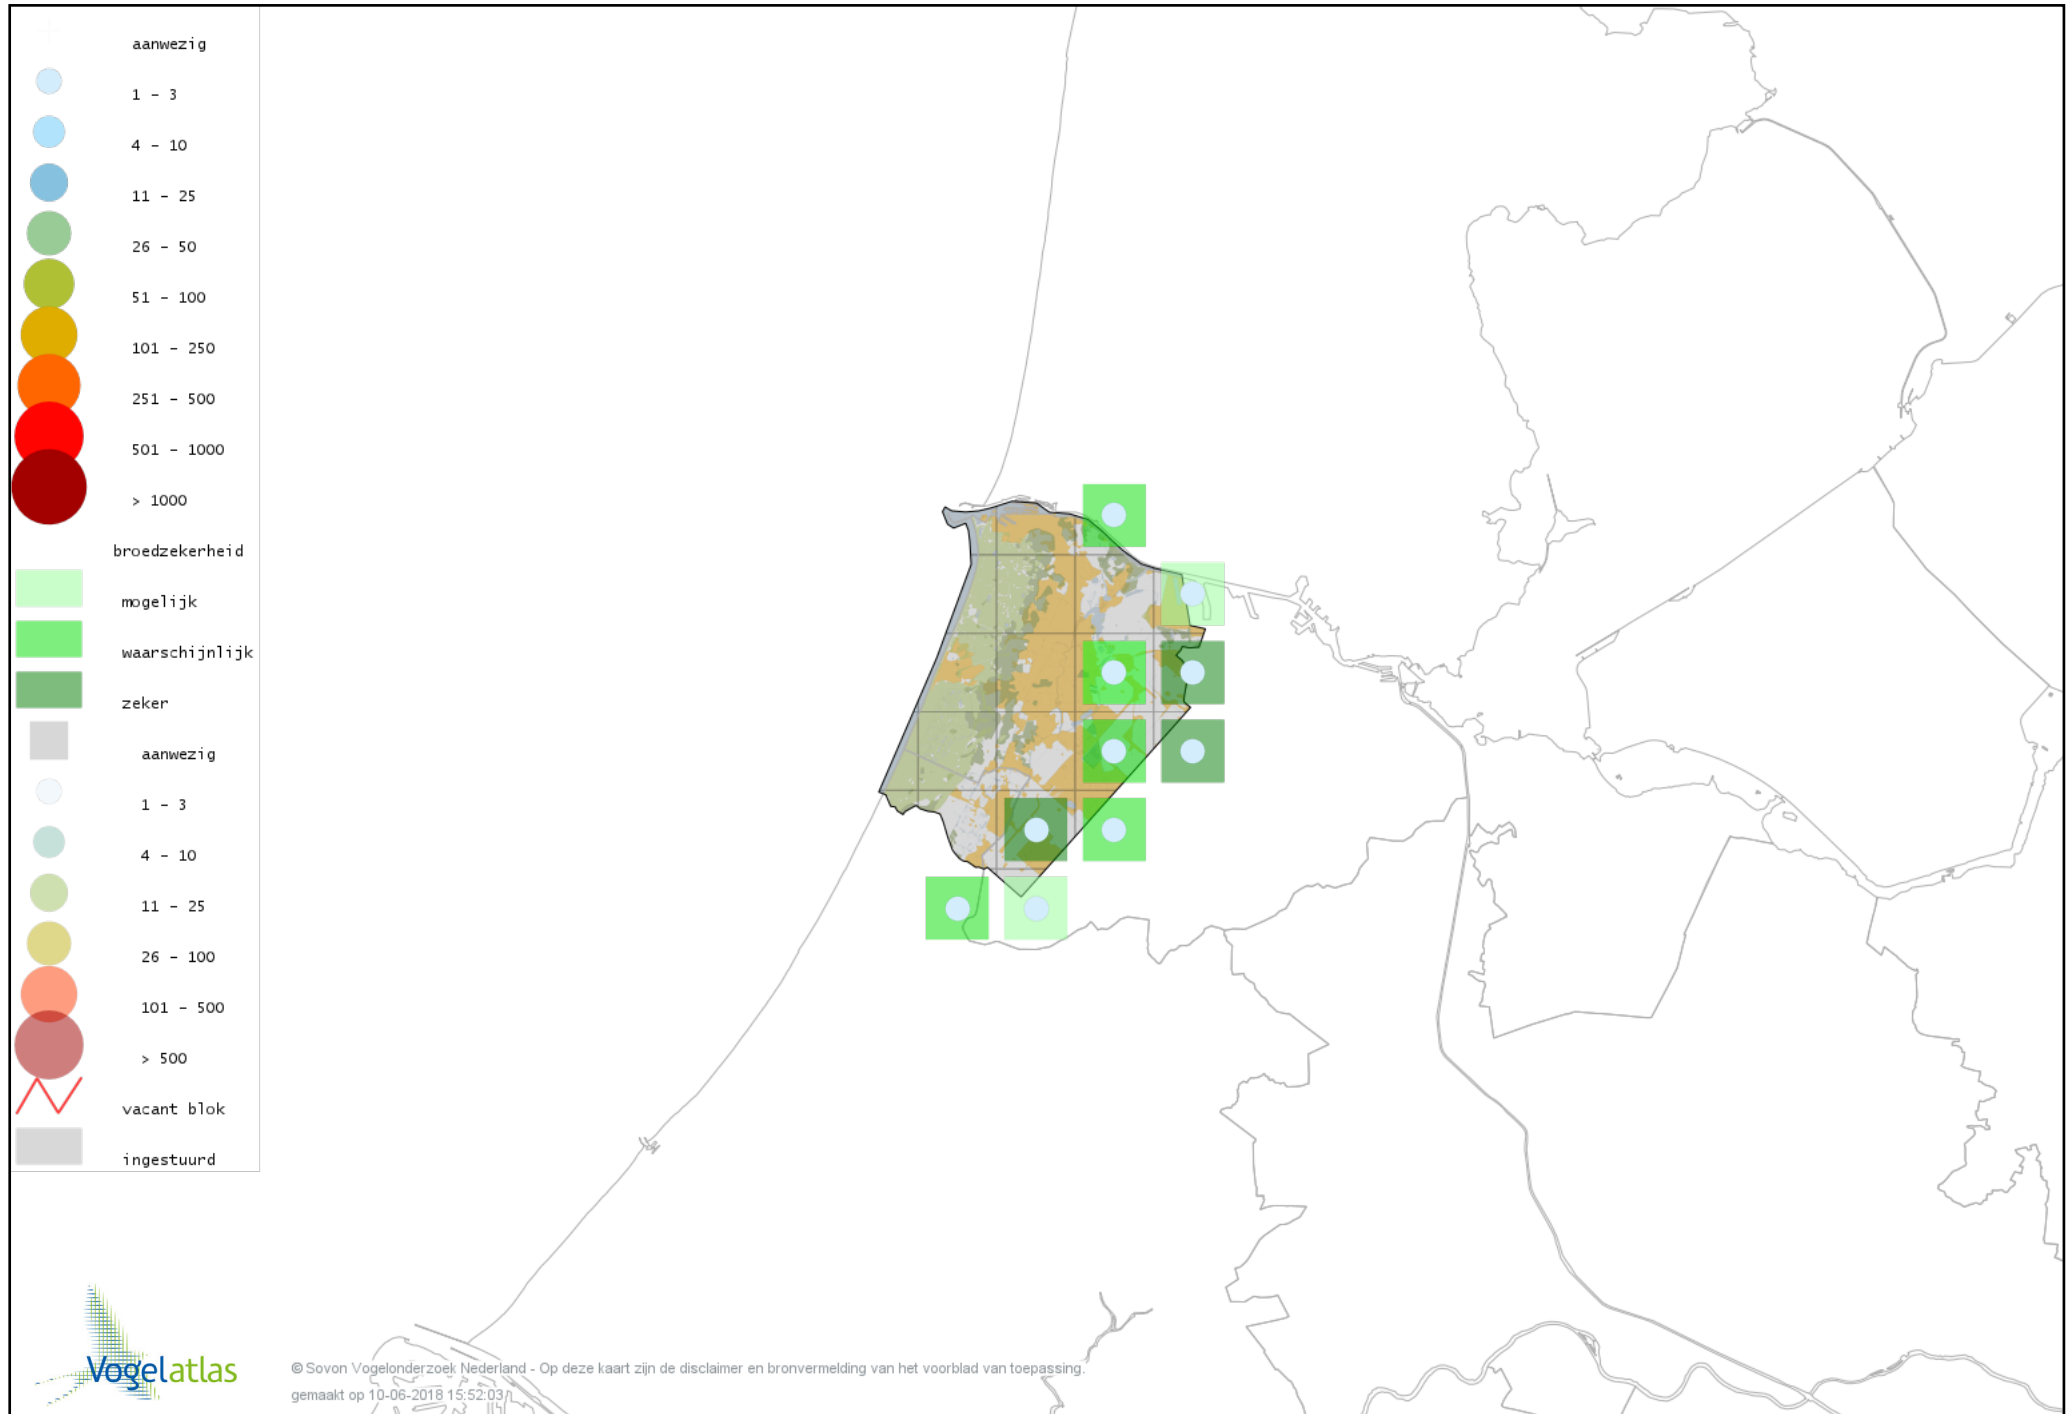 aanwezig
1 – 3
4 – 10
11 – 25
26 – 50
51 – 100
101 – 250
251 – 500
501 – 1000
> 1000
broedzekerheid
mogelijk
waarschijnlijk
zeker
aanwezig
1 – 3
4 – 10
11 – 25
26 – 100
101 – 500
> 500
vacant blok
ingestuurd
Vogelatlas
© Sovon Vogelonderzoek Nederland - Op deze kaart zijn de disclaimer en bronvermelding van het voorblad van toepassing.
gemaakt op 10-06-2018 15:52:03